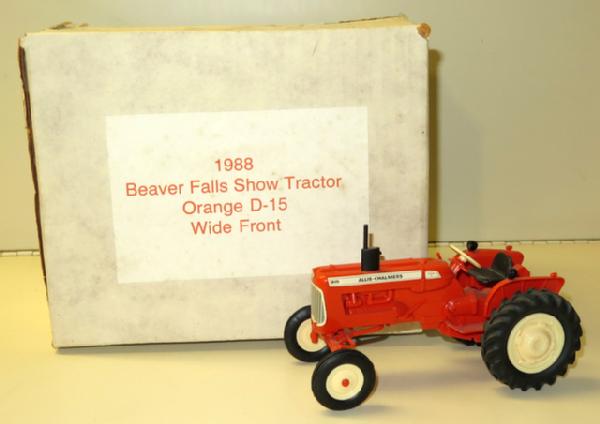 1988
Beaver Falls Show Tractor
Orange D-15
Wide Front
ALLIS-CHALMERS